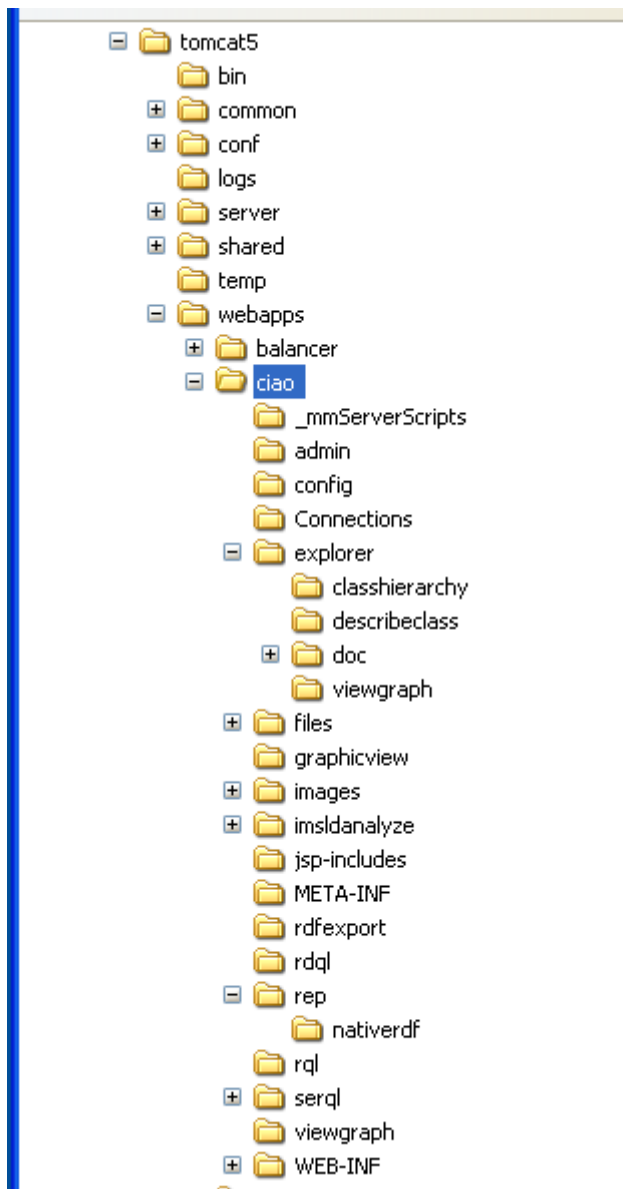 tomcat5
bin
common
conf
logs
server
shared
temp
webapps
balancer
ciao
_mmServerScripts
admin
config
Connections
explorer
classhierarchy
describeclass
doc
viewgraph
files
graphicview
images
imsldanalyze
jsp-includes
META-INF
rdfexport
rdql
rep
nativerdf
rql
serql
viewgraph
WEB-INF